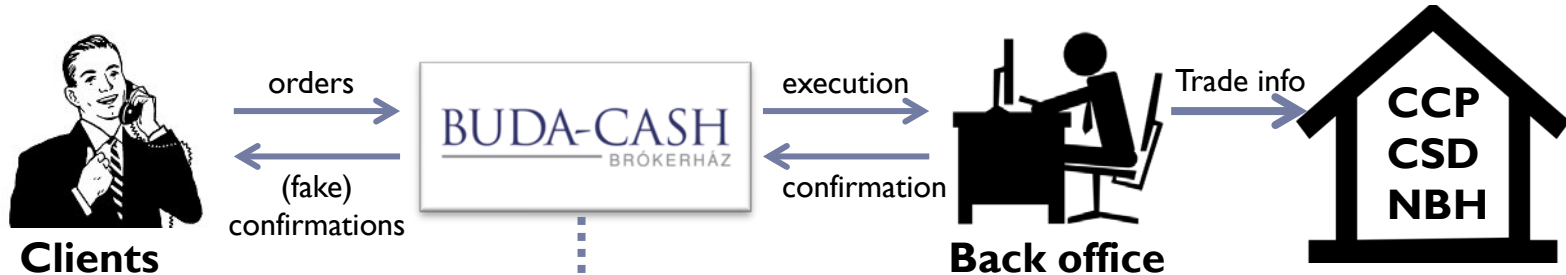 orders
(fake)
confirmations
Clients
BUDA-CASH
BRÓKERHÁZ
execution
confirmation
Back office
Trade info
CCP
CSD
NBH